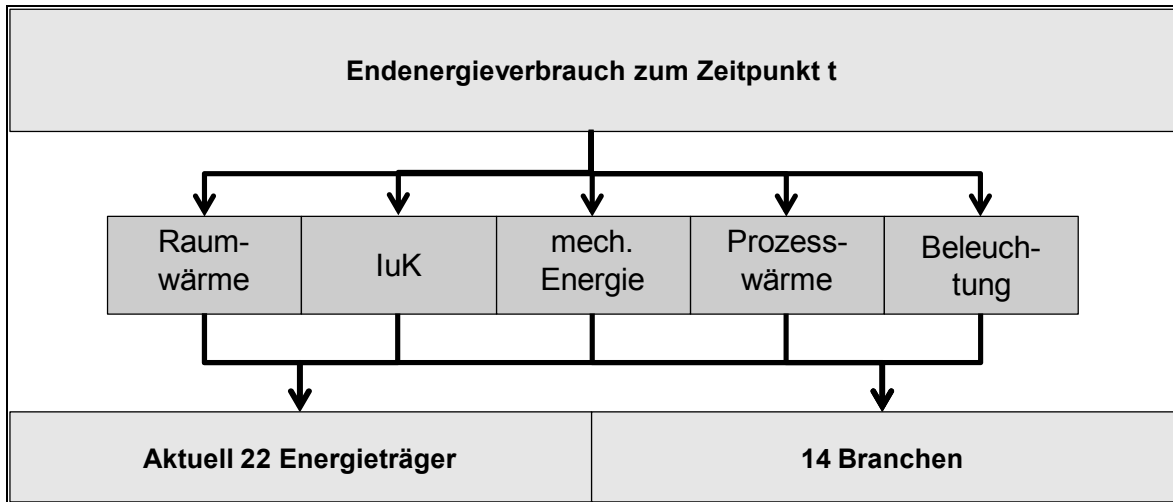 Endenergieverbrauch zum Zeitpunkt t
Raum-
wärme
IuK
mech.
Energie
Prozess-
wärme
Beleuch-
tung
Aktuell 22 Energieträger
14 Branchen